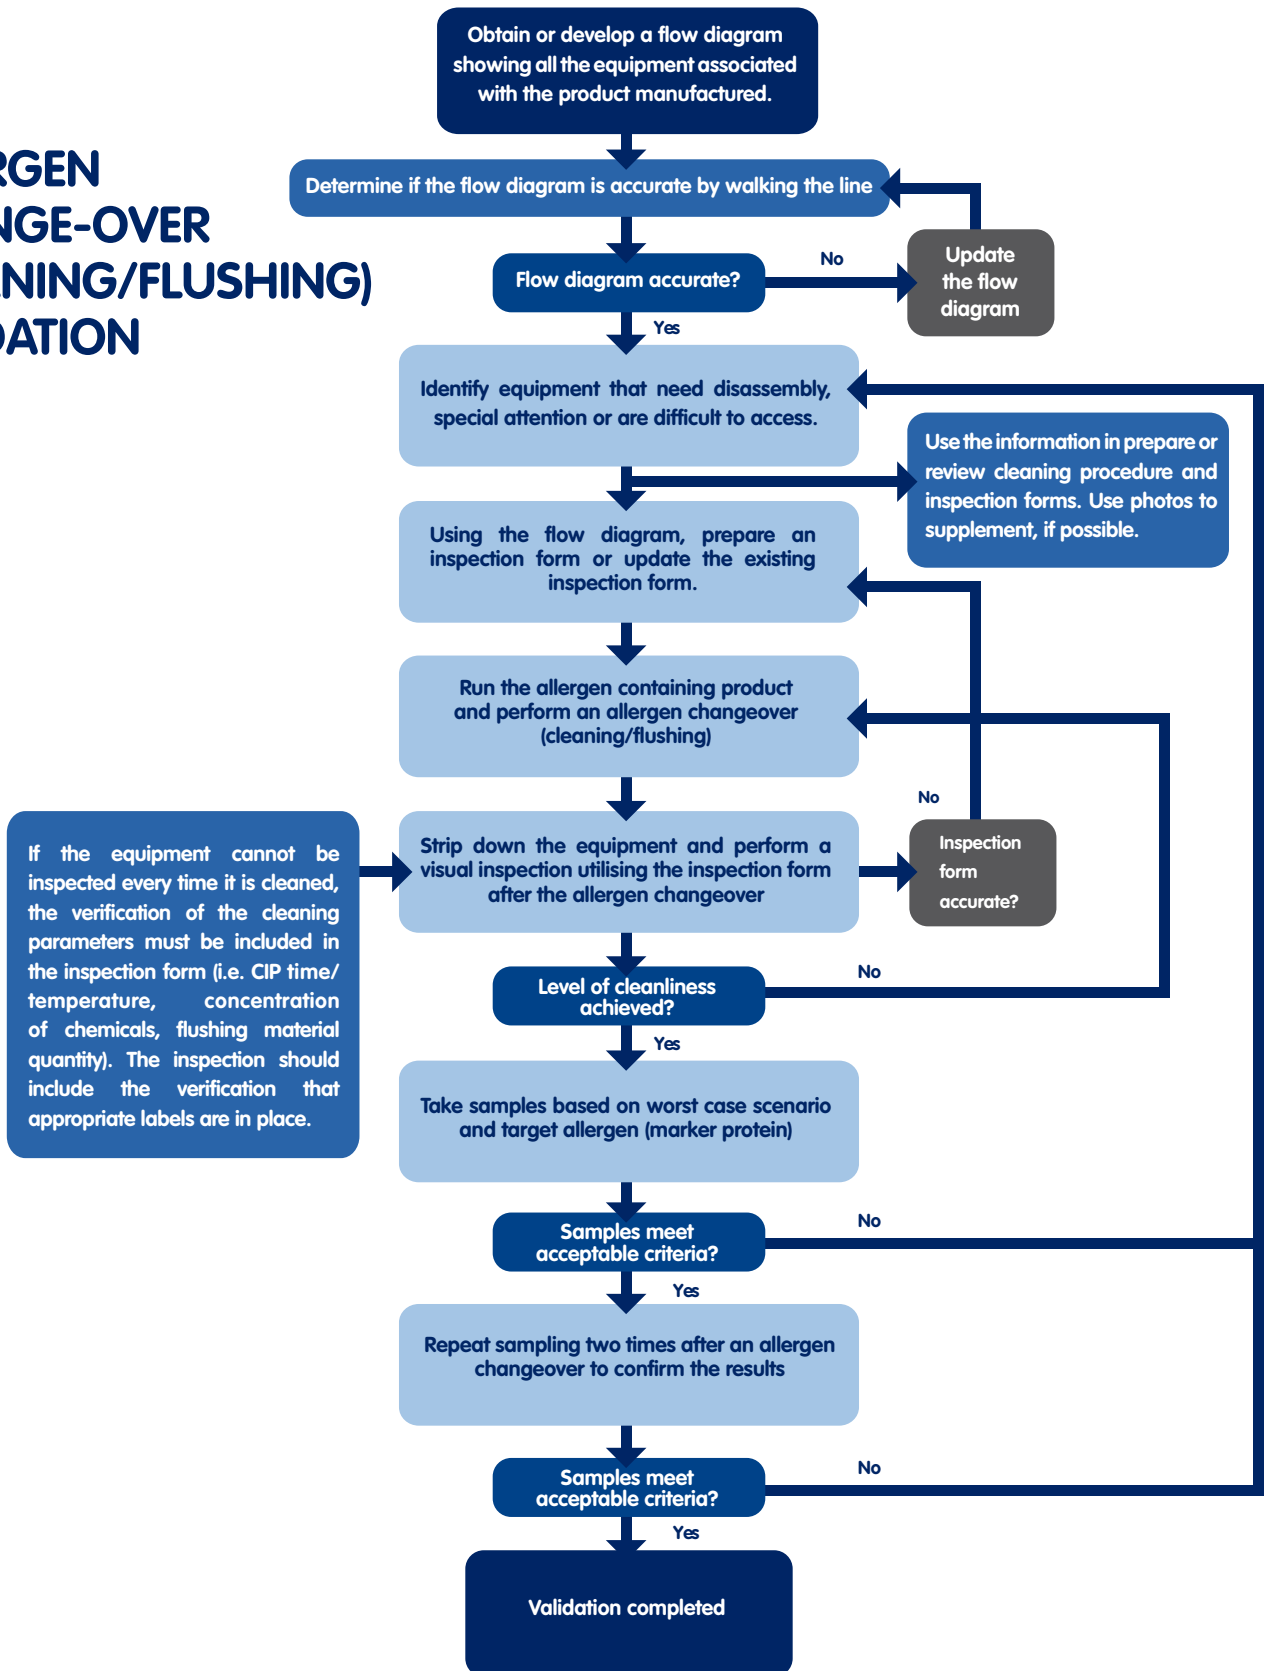 Obtain or develop a flow diagram
showing all the equipment associated
with the product manufactured.
RGEN
NGE-OVER
NING/FLUSHING)
DATION
Determine if the flow diagram is accurate by walking the line
Flow diagram accurate?
No
Update
the flow
diagram
Yes
Identify equipment that need disassembly,
special attention or are difficult to access.
Use the information in prepare or
review cleaning procedure and
inspection forms. Use photos to
supplement, if possible.
Using the flow diagram, prepare an
inspection form or update the existing
inspection form.
Run the allergen containing product
and perform an allergen changeover
(cleaning/flushing)
No
If the equipment cannot be
inspected every time it is cleaned,
the verification of the cleaning
parameters must be included in
the inspection form (i.e. CIP time/
temperature, concentration
of chemicals, flushing material
quantity). The inspection should
include the verification that
appropriate labels are in place.
Strip down the equipment and perform a
visual inspection utilising the inspection form
after the allergen changeover
Inspection
form
accurate?
Level of cleanliness
achieved?
No
Yes
Take samples based on worst case scenario
and target allergen (marker protein)
Samples meet
acceptable criteria?
No
Yes
Repeat sampling two times after an allergen
changeover to confirm the results
Samples meet
acceptable criteria?
No
Yes
Validation completed